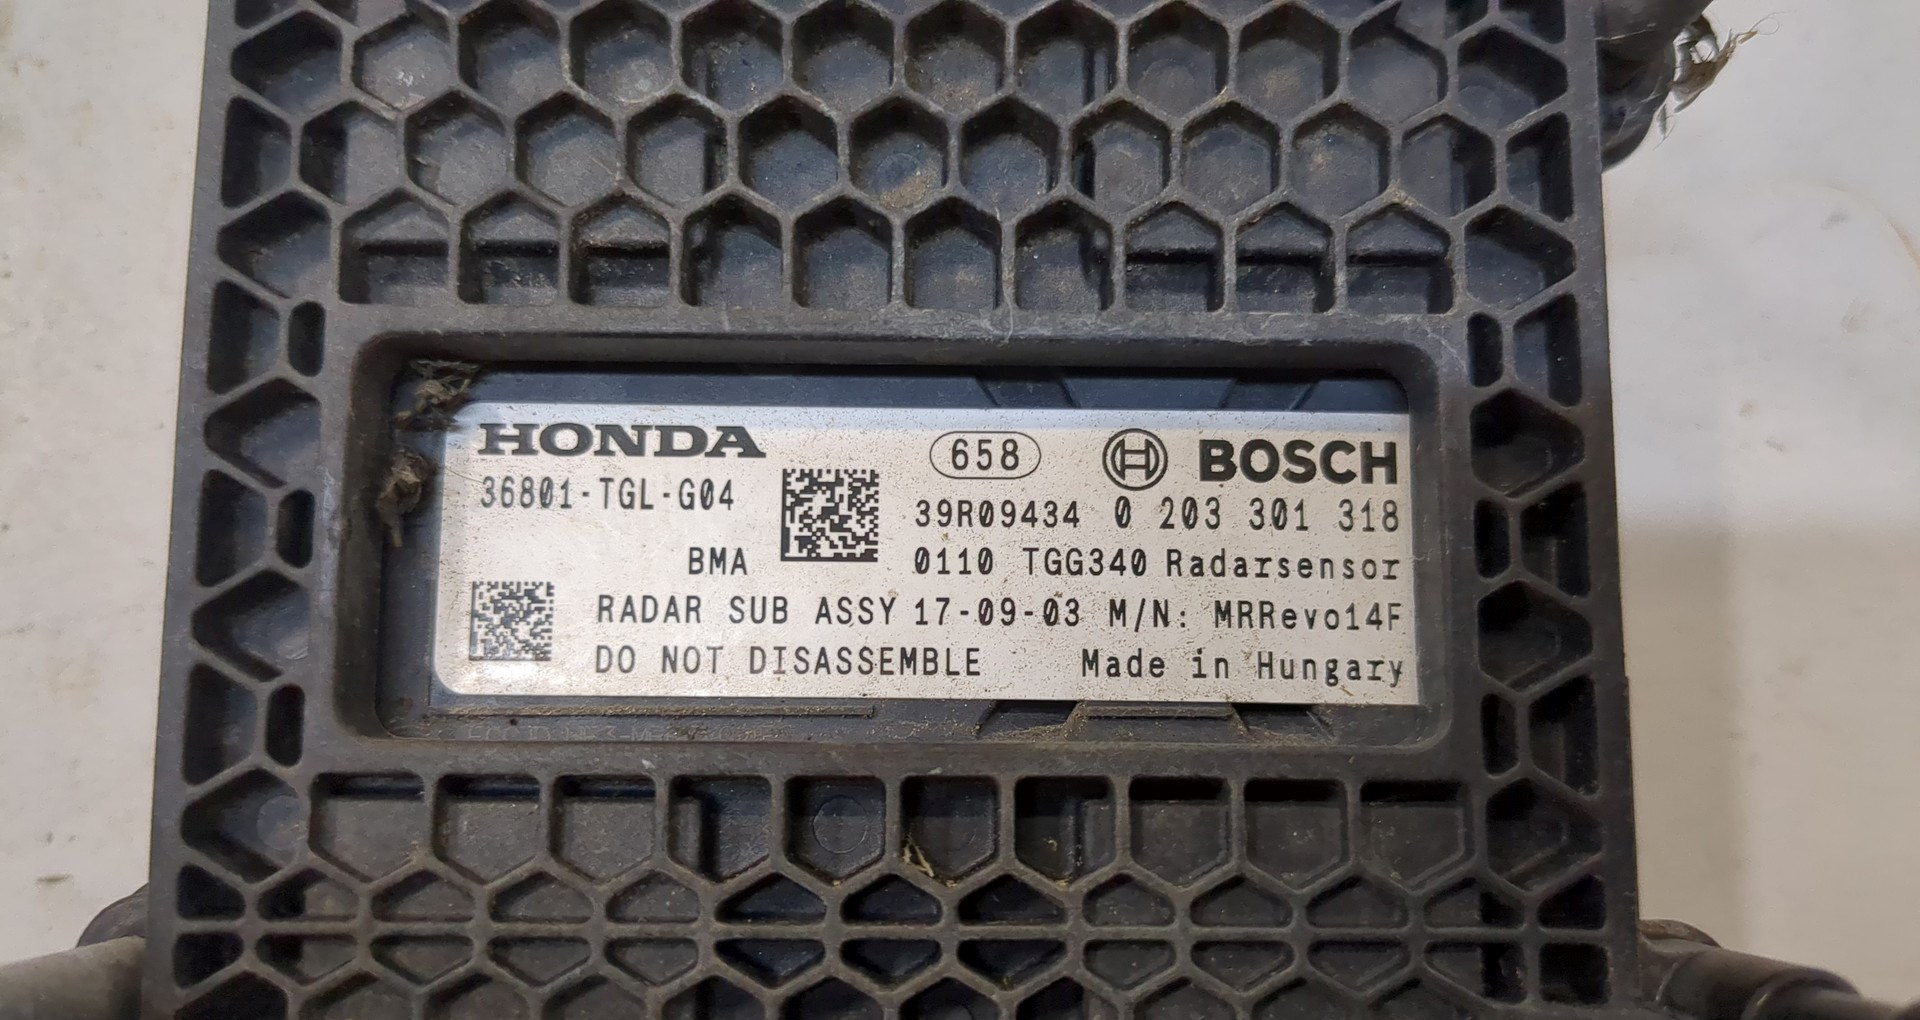 HONDA 658 BOSCH
36801-TGL-G04 39R09434 0 203 301 318
BMA 0110 TGG340 Radarsensor
RADAR SUB ASSY 17-09-03 M/N: MRRevo14F
DO NOT DISASSEMBLE Made in Hungary